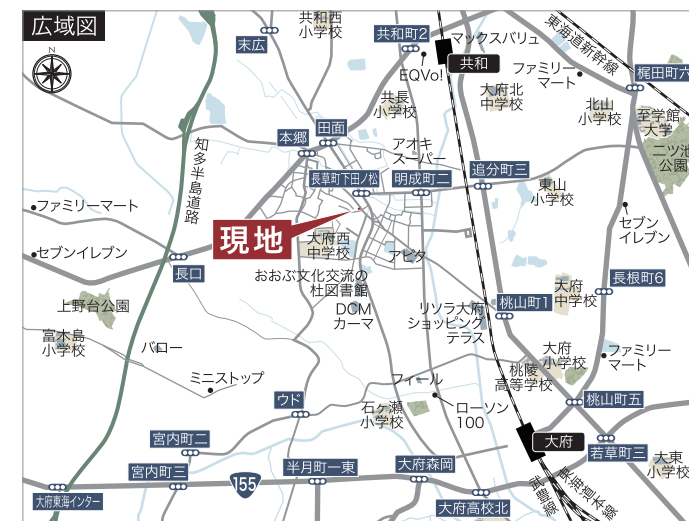 広域図
末広
共和西
小学校
共和町2
マックスバリュ
EQVo!
共和
東海道新幹線
ファミリー
マート
梶田町六
大府北
中学校
北山
小学校
至学館
大学
二ツ池
公園
共長
小学校
田面
本郷
アオキ
スーパー
知多半島道路
長草町下田ノ松
明成町二
追分町三
東山
小学校
ファミリーマート
セブン
イレブン
現地
大府西
中学校
アピタ
セブンイレブン
長口
おおぶ文化交流の
杜図書館
長根町6
大府
中学校
上野台公園
DCM
カーマ
リソラ大府
ショッピング
テラス
桃山町1
富木島
小学校
バロー
大府
小学校
ファミリー
マート
桃陵
高等学校
ミニストップ
フィール
石ヶ瀬
小学校
ローソン
100
桃山町五
ウド
宮内町二
大府
若草町三
宮内町三
155
半月町一東
大府森岡
大東
小学校
大府東海インター
大府高校北
武豊線
東海道本線